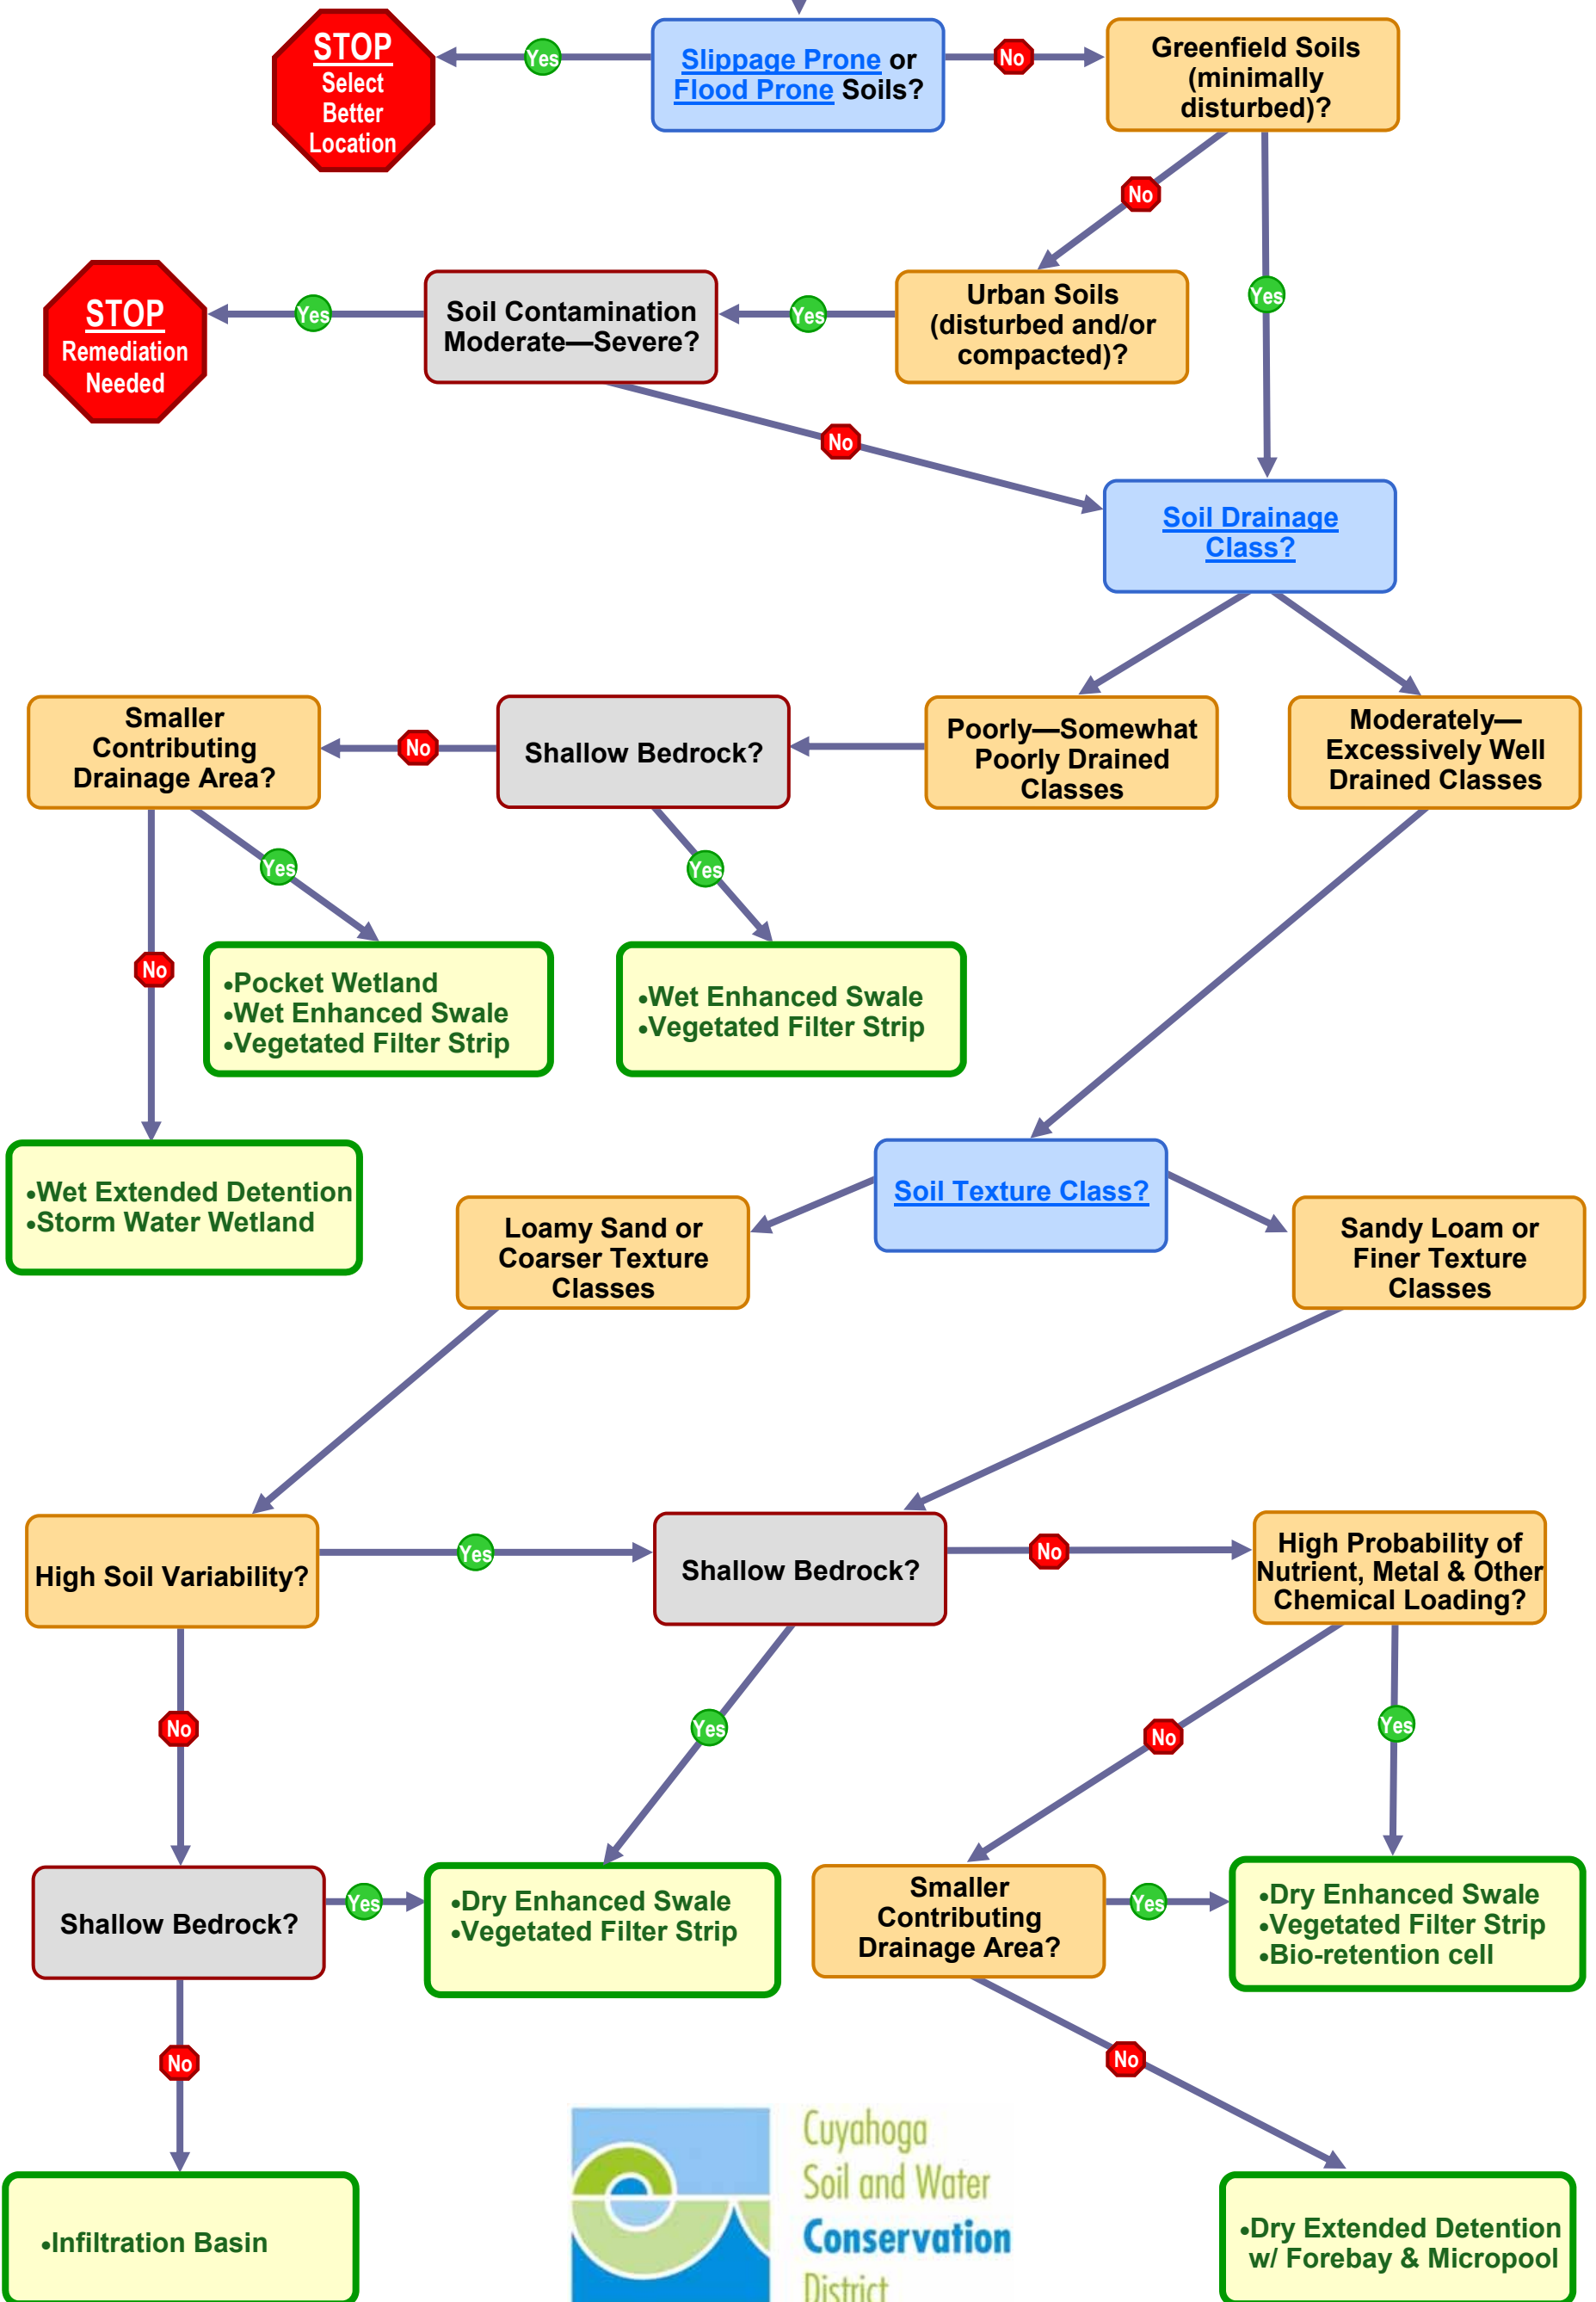 STOP
Select
Better
Location
Yes
Slippage Prone or
Flood Prone Soils?
No
Greenfield Soils
(minimally
disturbed)?
No
Yes
STOP
Remediation
Needed
Yes
Soil Contamination
Moderate—Severe?
Yes
Urban Soils
(disturbed and/or
compacted)?
No
Soil Drainage
Class?
Smaller
Contributing
Drainage Area?
No
Shallow Bedrock?
Poorly—Somewhat
Poorly Drained
Classes
Moderately—
Excessively Well
Drained Classes
Yes
Yes
No
•Pocket Wetland
•Wet Enhanced Swale
•Vegetated Filter Strip
•Wet Enhanced Swale
•Vegetated Filter Strip
•Wet Extended Detention
•Storm Water Wetland
Soil Texture Class?
Loamy Sand or
Coarser Texture
Classes
Sandy Loam or
Finer Texture
Classes
High Soil Variability?
Yes
Shallow Bedrock?
No
High Probability of
Nutrient, Metal & Other
Chemical Loading?
No
Yes
No
Yes
Shallow Bedrock?
Yes
•Dry Enhanced Swale
•Vegetated Filter Strip
Smaller
Contributing
Drainage Area?
Yes
•Dry Enhanced Swale
•Vegetated Filter Strip
•Bio-retention cell
No
No
•Infiltration Basin
Cuyahoga
Soil and Water
Conservation
District
•Dry Extended Detention
w/ Forebay & Micropool